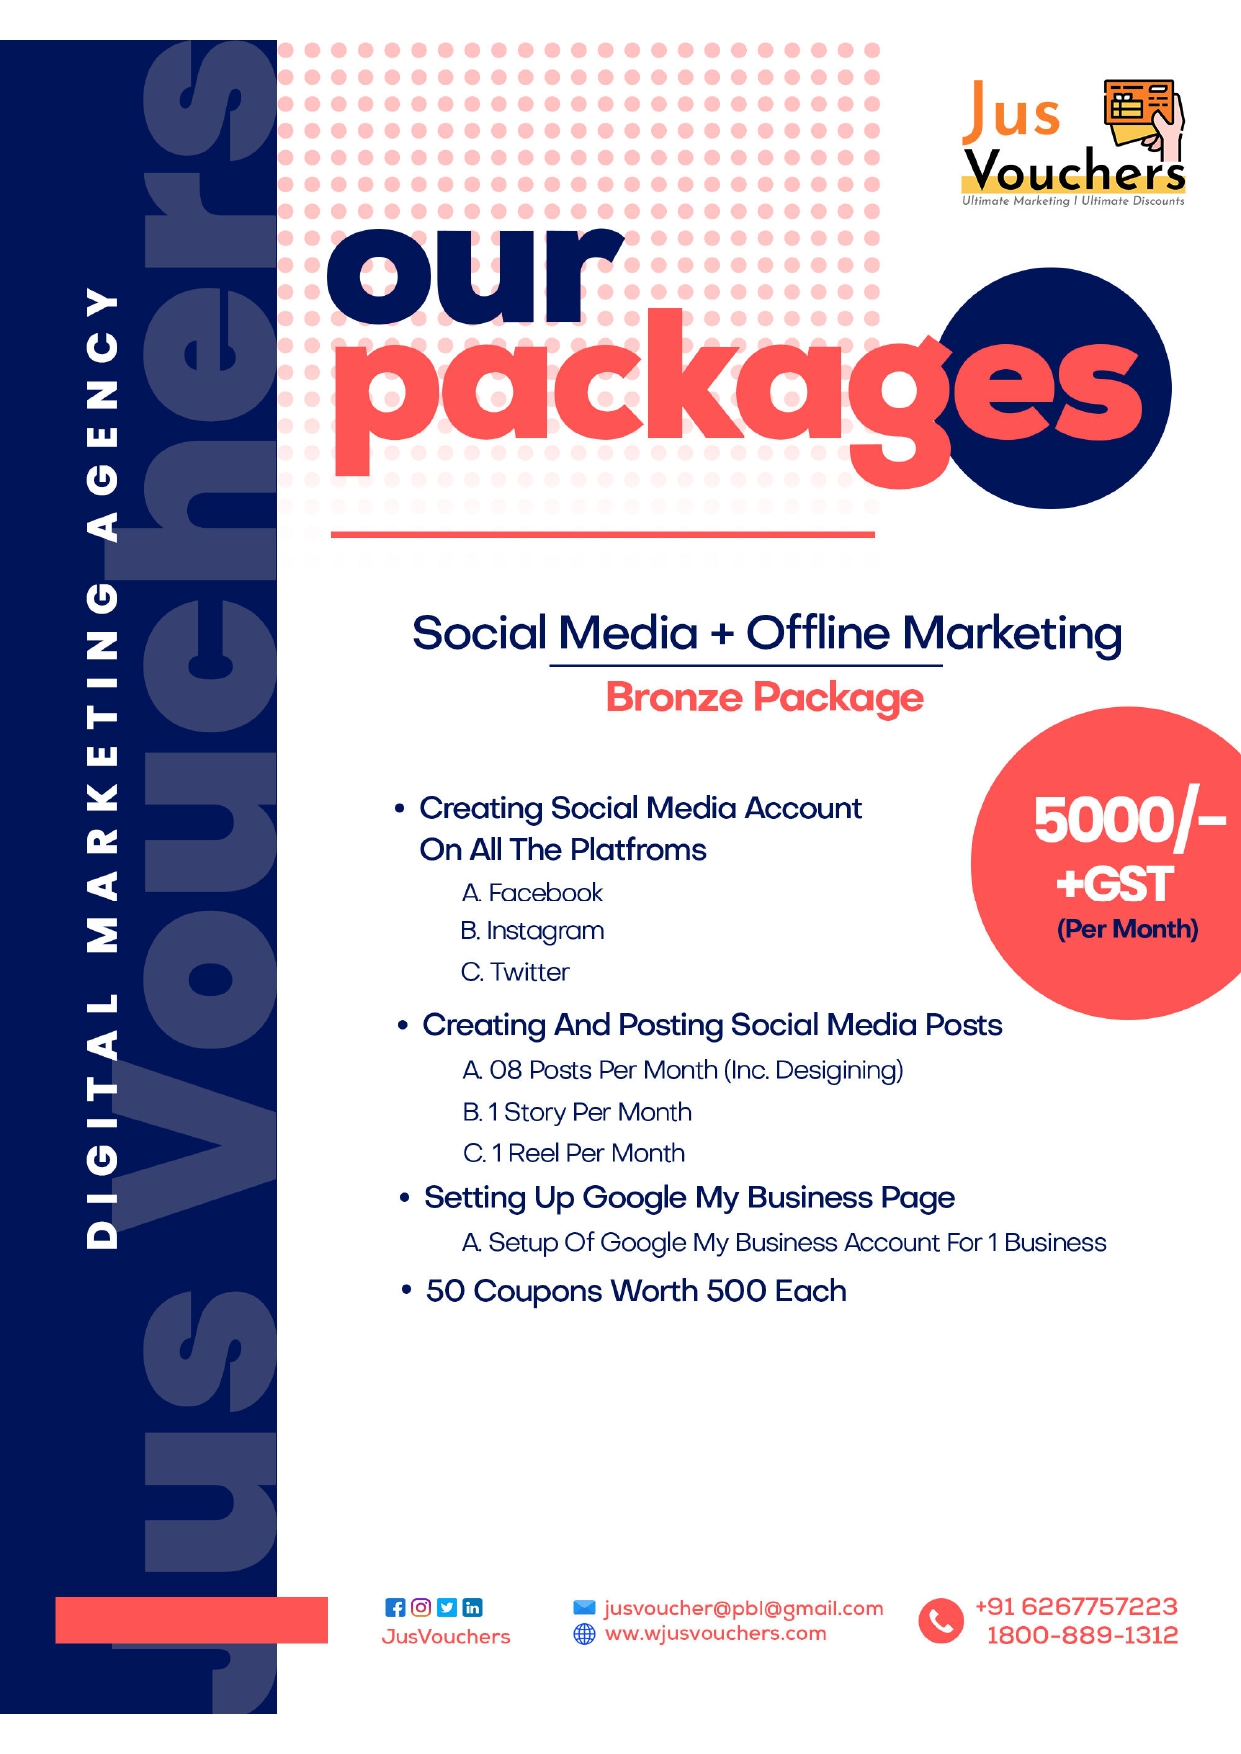 Jus
Vouchers
Ultimate Marketing | Ultimate Discounts
our
packages
DIGITAL MARKETING AGENCY
Jus Vouchers
Social Media + Offline Marketing
Bronze Package
5000/-
+GST
(Per Month)
• Creating Social Media Account
On All The Platfroms
A. Facebook
B. Instagram
C. Twitter
• Creating And Posting Social Media Posts
A. 08 Posts Per Month (Inc. Desigining)
B. 1 Story Per Month
C. 1 Reel Per Month
• Setting Up Google My Business Page
A. Setup Of Google My Business Account For 1 Business
• 50 Coupons Worth 500 Each
JusVouchers
jusvoucher@pbl@gmail.com
ww.wjusvouchers.com
+91 6267757223
1800-889-1312